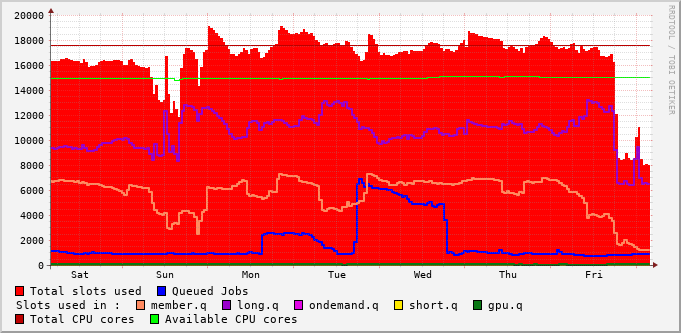 20000
18000
16000
14000
12000
10000
8000
6000
4000
2000
0
Sat Sun Mon Tue Wed Thu Fri
RRDTOOL / TOBI OETIKER
Total slots used Queued Jobs
Slots used in : member.q long.q ondemand.q short.q gpu.q
Total CPU cores Available CPU cores